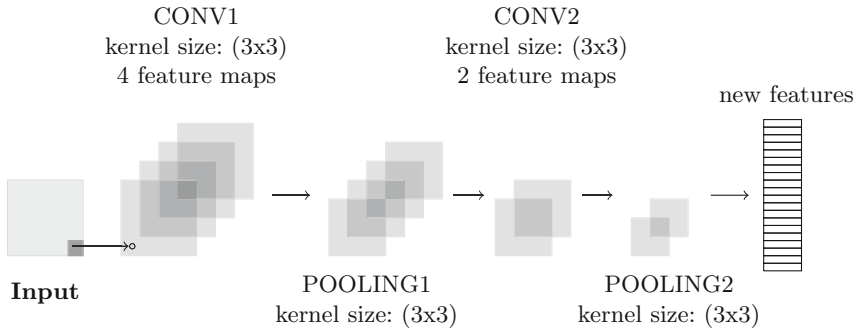 CONV1
kernel size: (3x3)
4 feature maps
CONV2
kernel size: (3x3)
2 feature maps
new features
Input
POOLING1
kernel size: (3x3)
POOLING2
kernel size: (3x3)